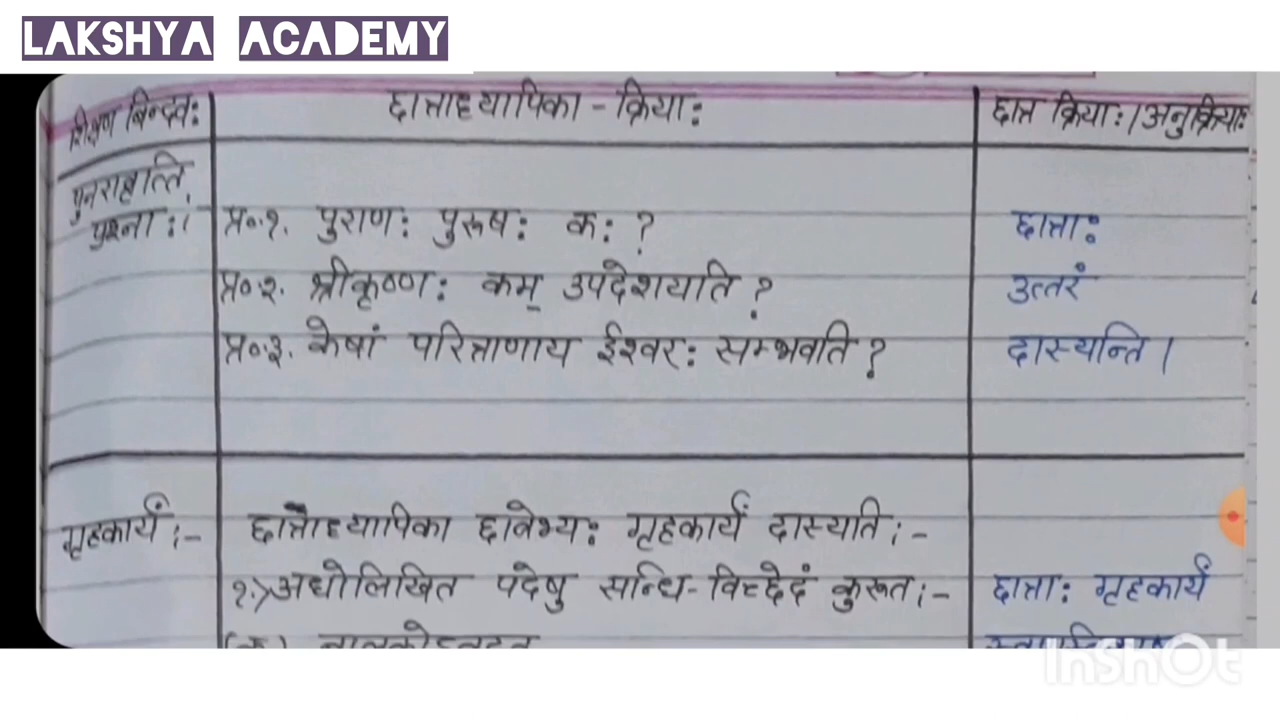 LAKSHYA ACADEMY
शिक्षण बिन्दवः छात्राध्यापिका - क्रियाः छात्र क्रियाः/अनुक्रियाः
पुनरावृत्ति
प्रश्नाः। प्र०१. पुराणः पुरुषः कः ? छात्राः
प्र०२. श्रीकृष्णः कम् उपदेशयति ? उत्तरं
प्र०३. केषां परित्राणाय ईश्वरः सम्भवति ? दास्यन्ति।
गृहकार्यं :- छात्राध्यापिका छात्रेभ्यः गृहकार्यं दास्यति :-
१.) अधोलिखित पदेषु सन्धि-विच्छेदं कुरुत :- छात्राः गृहकार्यं
InShOt